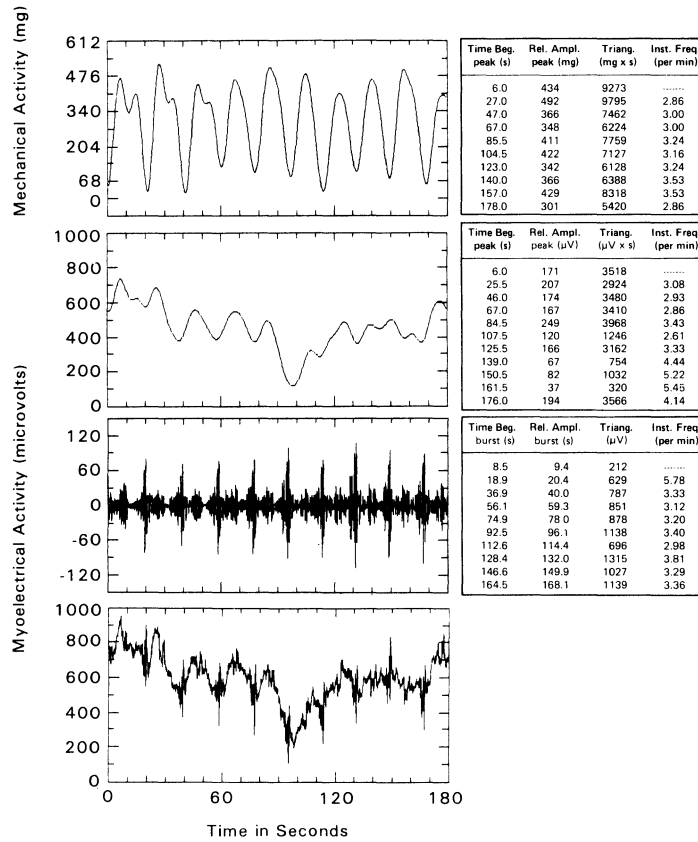 Mechanical Activity (mg)
612
476
340
204
68
0
Time Beg. Rel. Ampl. Triang. Inst. Freq
peak (s) peak (mg) (mg x s) (per min)
6.0 434 9273 -------
27.0 492 9795 2.86
47.0 366 7462 3.00
67.0 348 6224 3.00
85.5 411 7759 3.24
104.5 422 7127 3.16
123.0 342 6128 3.24
140.0 366 6388 3.53
157.0 429 8318 3.53
178.0 301 5420 2.86
Myoelectrical Activity (microvolts)
1000
800
600
400
200
0
Time Beg. Rel. Ampl. Triang. Inst. Freq
peak (s) peak (µV) (µV x s) (per min)
6.0 171 3518 -------
25.5 207 2924 3.08
46.0 174 3480 2.93
67.0 167 3410 2.86
84.5 249 3968 3.43
107.5 120 1246 2.61
125.5 166 3162 3.33
139.0 67 754 4.44
150.5 82 1032 5.22
161.5 37 320 5.45
176.0 194 3566 4.14
120
60
0
-60
-120
Time Beg. Rel. Ampl. Triang. Inst. Freq
burst (s) burst (s) (µV) (per min)
8.5 9.4 212 -------
18.9 20.4 629 5.78
36.9 40.0 787 3.33
56.1 59.3 851 3.12
74.9 78.0 878 3.20
92.5 96.1 1138 3.40
112.6 114.4 696 2.98
128.4 132.0 1315 3.81
146.6 149.9 1027 3.29
164.5 168.1 1139 3.36
1000
800
600
400
200
0
0 60 120 180
Time in Seconds